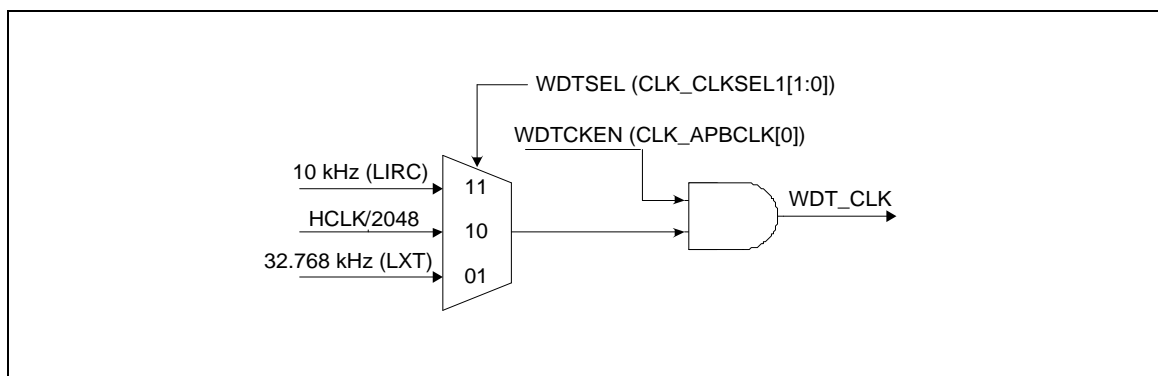 WDTSEL (CLK_CLKSEL1[1:0])
WDTCKEN (CLK_APBCLK[0])
10 kHz (LIRC)
11
WDT_CLK
HCLK/2048
10
32.768 kHz (LXT)
01